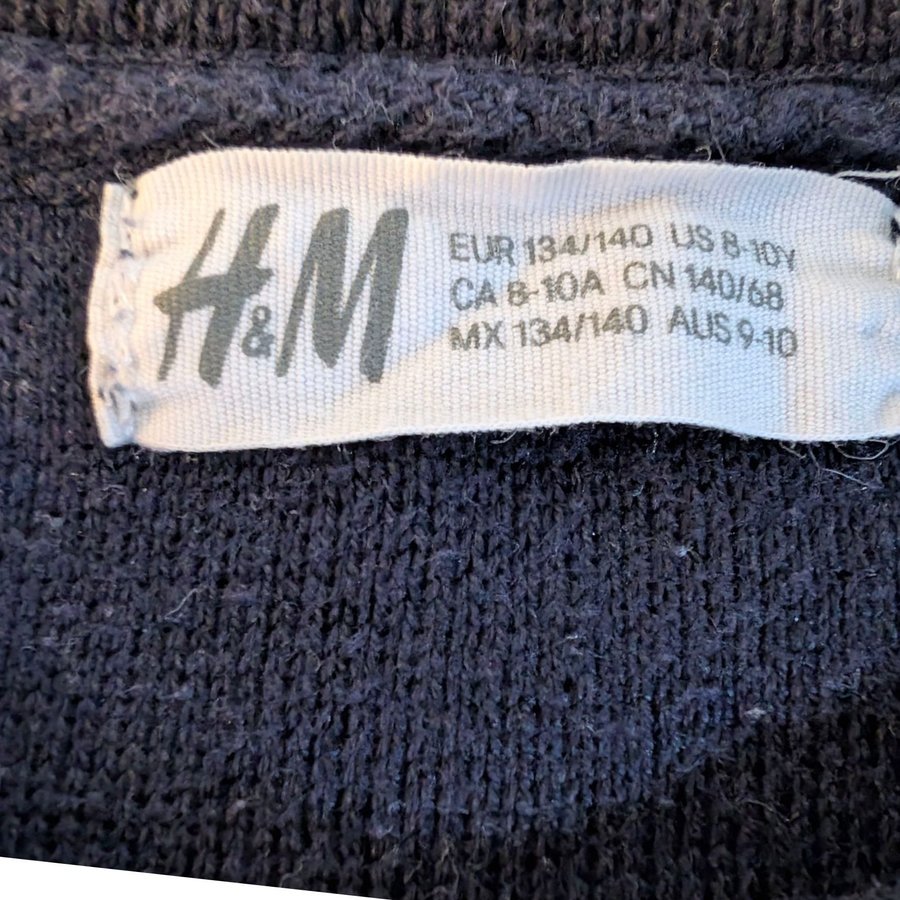 H&M
EUR 134/140 US 8-10Y
CA 8-10A CN 140/68
MX 134/140 AUS 9-10